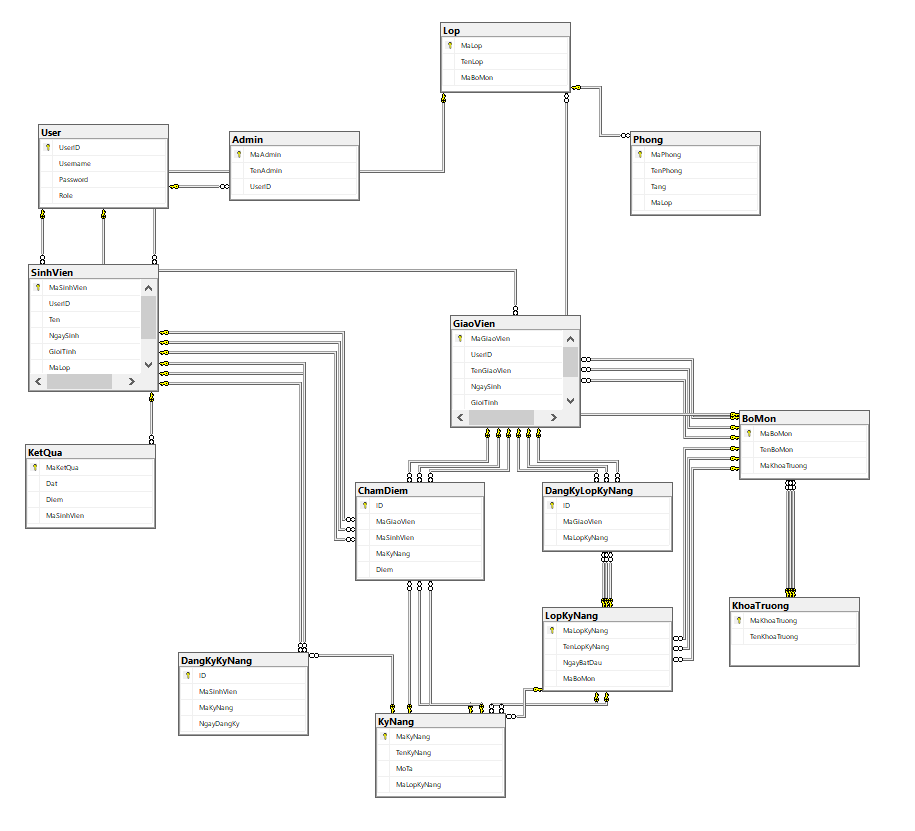 Lop
MaLop
TenLop
MaBoMon
User
UserID
Username
Password
Role
Admin
MaAdmin
TenAdmin
UserID
Phong
MaPhong
TenPhong
Tang
MaLop
SinhVien
MaSinhVien
UserID
Ten
NgaySinh
GioiTinh
MaLop
GiaoVien
MaGiaoVien
UserID
TenGiaoVien
NgaySinh
GioiTinh
BoMon
MaBoMon
TenBoMon
MaKhoaTruong
KetQua
MaKetQua
Dat
Diem
MaSinhVien
ChamDiem
ID
MaGiaoVien
MaSinhVien
MaKyNang
Diem
DangKyLopKyNang
ID
MaGiaoVien
MaLopKyNang
KhoaTruong
MaKhoaTruong
TenKhoaTruong
LopKyNang
MaLopKyNang
TenLopKyNang
NgayBatDau
MaBoMon
DangKyKyNang
ID
MaSinhVien
MaKyNang
NgayDangKy
KyNang
MaKyNang
TenKyNang
MoTa
MaLopKyNang